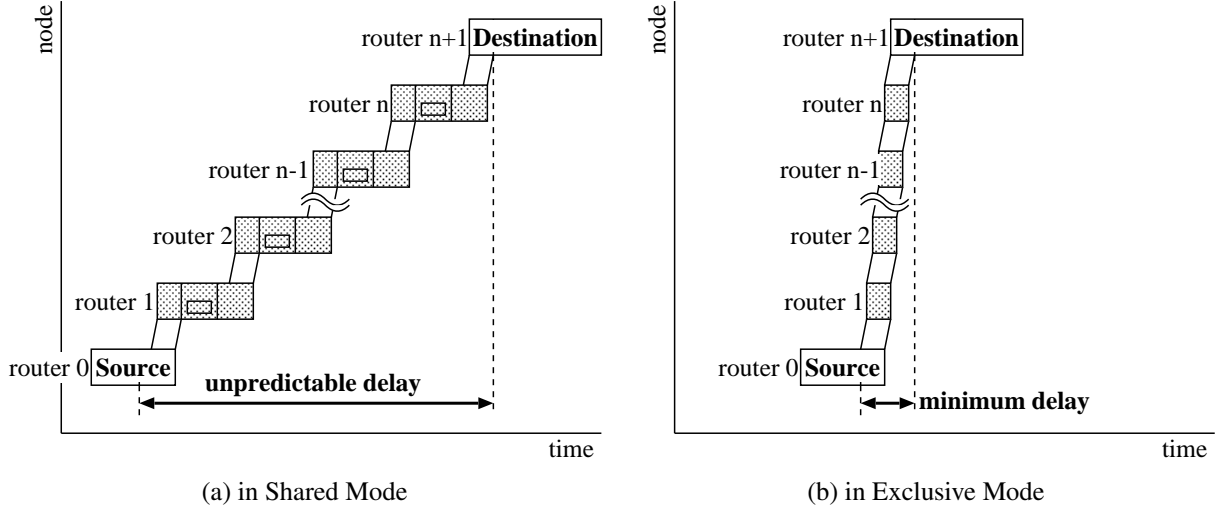 node
router n+1 Destination
router n
router n-1
router 2
router 1
router 0 Source
unpredictable delay
time
(a) in Shared Mode
node
router n+1 Destination
router n
router n-1
router 2
router 1
router 0 Source
minimum delay
time
(b) in Exclusive Mode